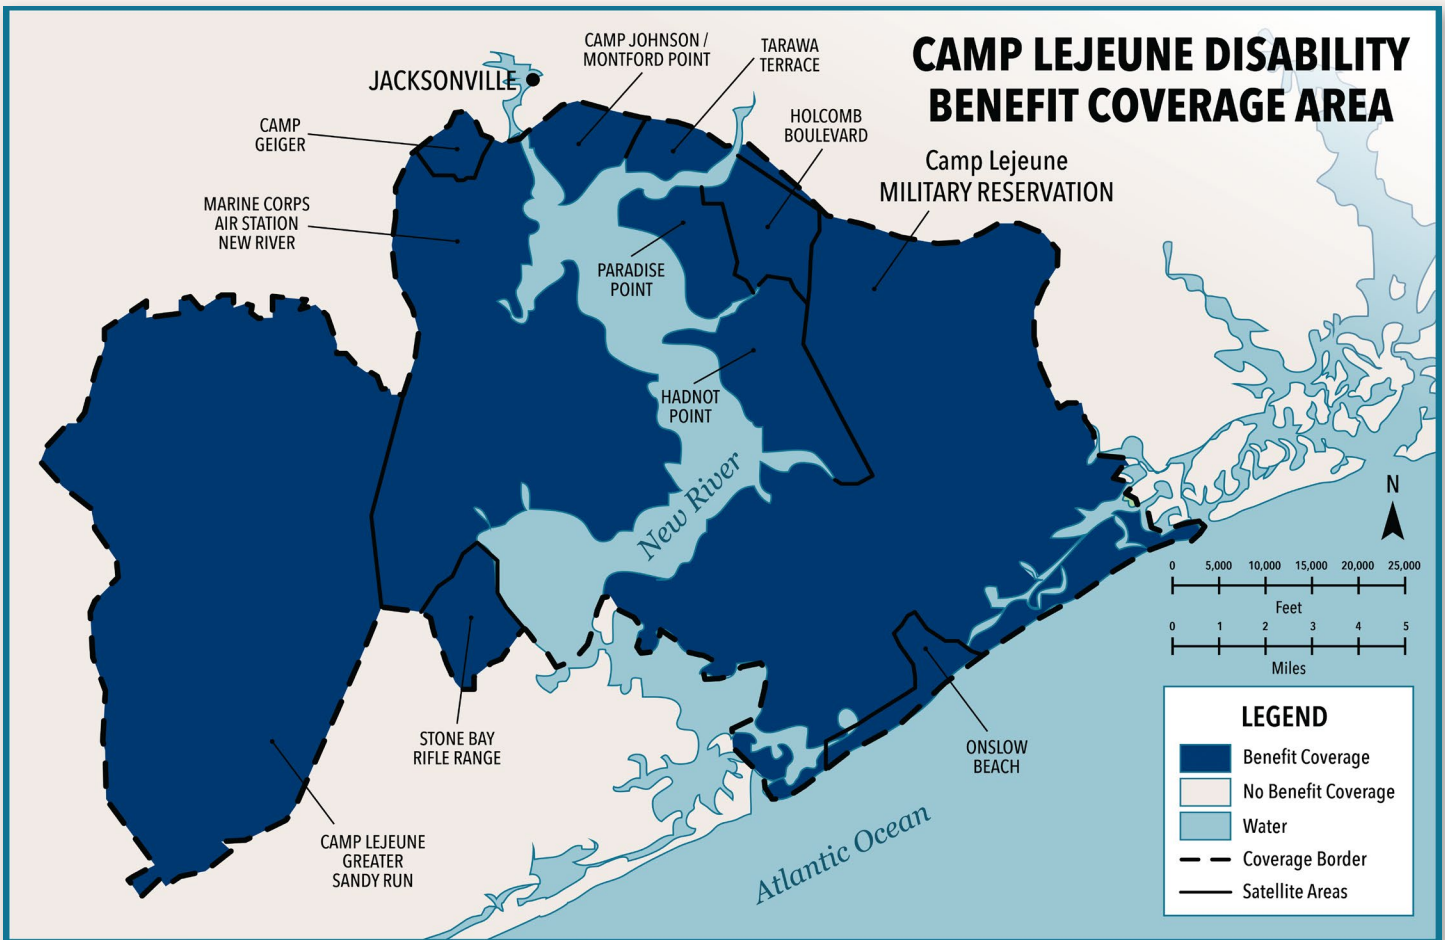 CAMP LEJEUNE DISABILITY
BENEFIT COVERAGE AREA
CAMP JOHNSON /
MONTFORD POINT
TARAWA
TERRACE
JACKSONVILLE
HOLCOMB
BOULEVARD
CAMP
GEIGER
Camp Lejeune
MILITARY RESERVATION
MARINE CORPS
AIR STATION
NEW RIVER
PARADISE
POINT
HADNOT
POINT
New River
N
0 5,000 10,000 15,000 20,000 25,000
Feet
0 1 2 3 4 5
Miles
STONE BAY
RIFLE RANGE
ONSLOW
BEACH
CAMP LEJEUNE
GREATER
SANDY RUN
Atlantic Ocean
LEGEND
Benefit Coverage
No Benefit Coverage
Water
Coverage Border
Satellite Areas